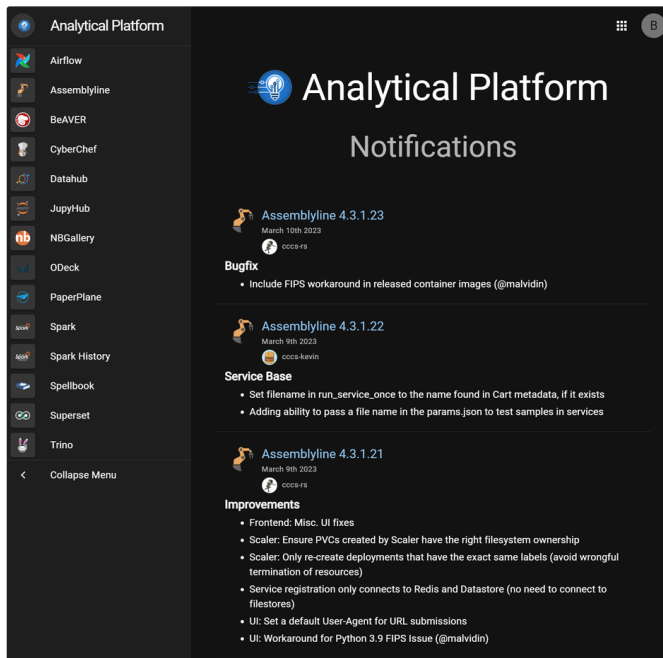 Analytical Platform
B
Airflow
Assemblyline
BeAVER
CyberChef
Datahub
JupyHub
nb
NBGallery
ODeck
PaperPlane
Spark
Spark
Spark
Spark History
Spellbook
Superset
Trino
Collapse Menu
Analytical Platform
Notifications
Assemblyline 4.3.1.23
March 10th 2023
cccs-rs
Bugfix
• Include FIPS workaround in released container images (@malvidin)
Assemblyline 4.3.1.22
March 9th 2023
cccs-kevin
Service Base
• Set filename in run_service_once to the name found in Cart metadata, if it exists
• Adding ability to pass a file name in the params.json to test samples in services
Assemblyline 4.3.1.21
March 9th 2023
cccs-rs
Improvements
• Frontend: Misc. UI fixes
• Scaler: Ensure PVCs created by Scaler have the right filesystem ownership
• Scaler: Only re-create deployments that have the exact same labels (avoid wrongful
termination of resources)
• Service registration only connects to Redis and Datastore (no need to connect to
filestores)
• UI: Set a default User-Agent for URL submissions
• UI: Workaround for Python 3.9 FIPS Issue (@malvidin)